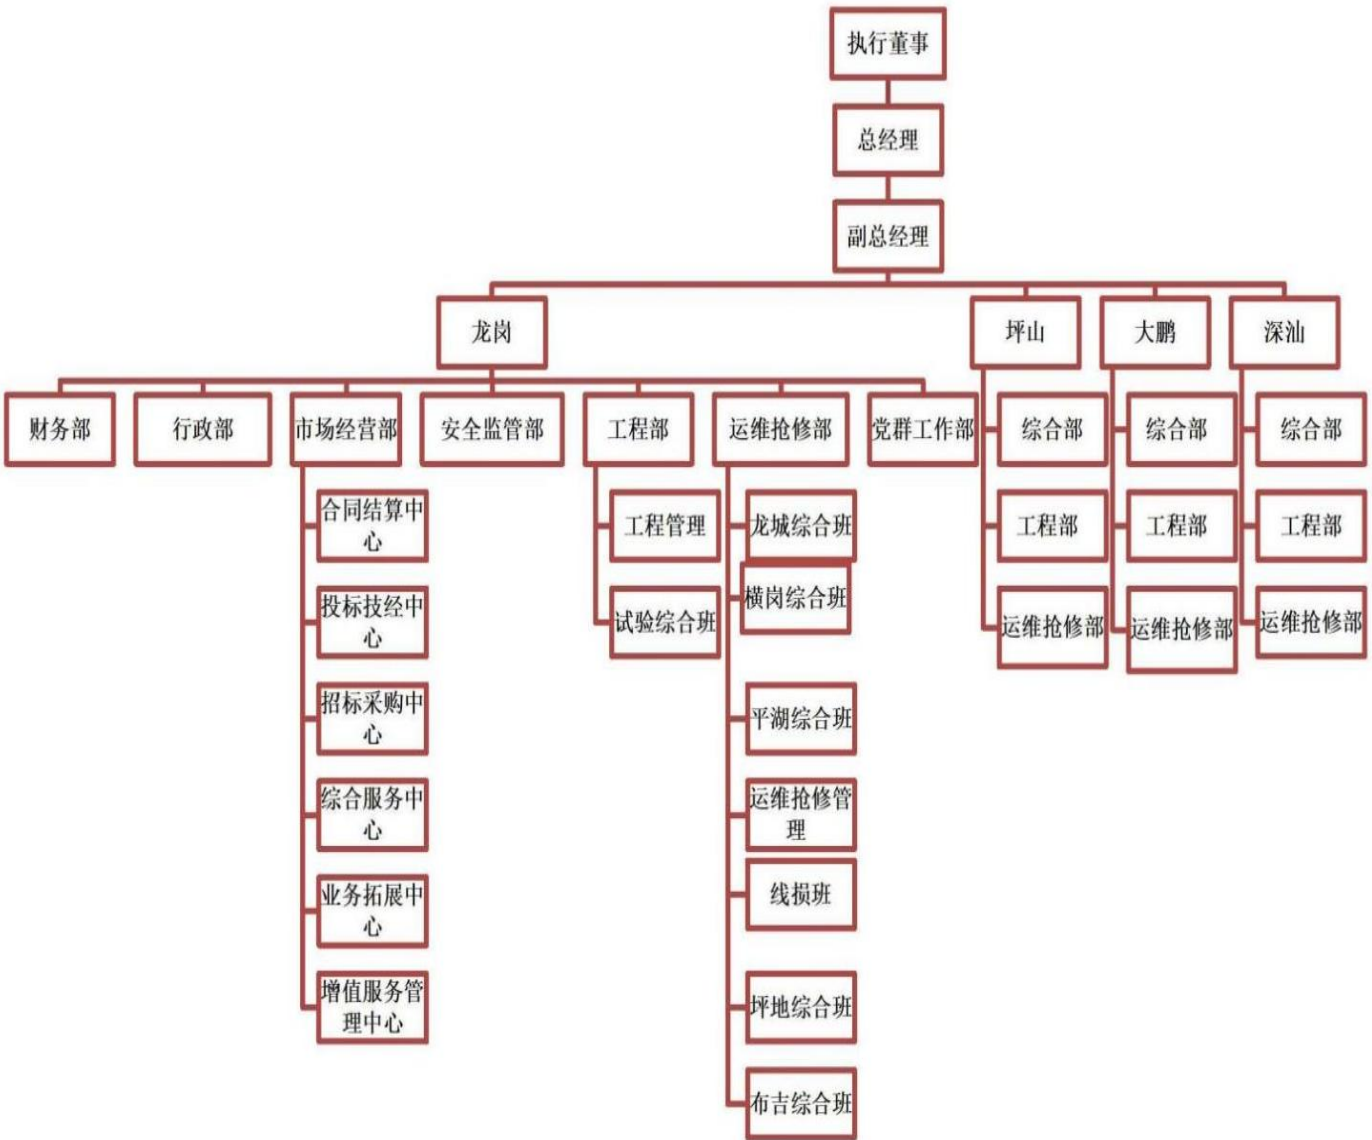 执行董事
总经理
副总经理
龙岗
坪山
大鹏
深汕
财务部
行政部
市场经营部
安全监管部
工程部
运维抢修部
党群工作部
综合部
综合部
综合部
合同结算中
心
工程管理
龙城综合班
工程部
工程部
工程部
横岗综合班
投标技经中
心
试验综合班
运维抢修部
运维抢修部
运维抢修部
招标采购中
心
平湖综合班
综合服务中
心
运维抢修管
理
业务拓展中
心
线损班
增值服务管
理中心
坪地综合班
布吉综合班